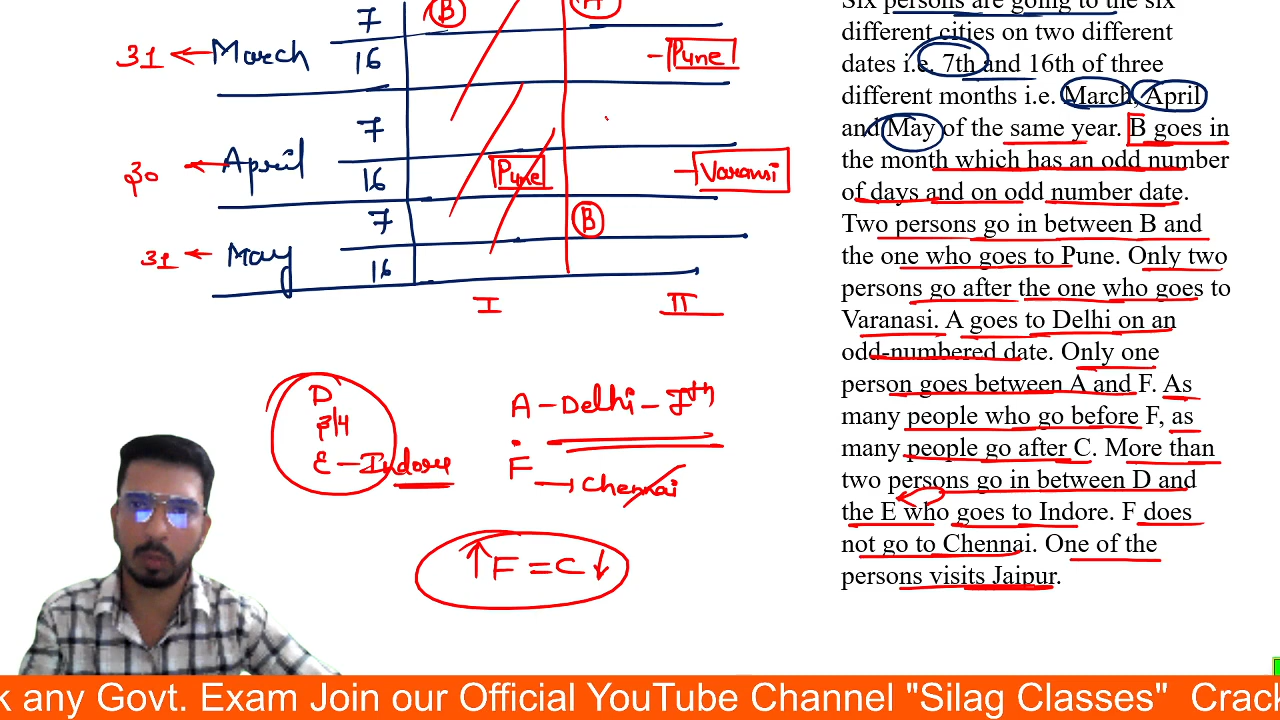 7
B
A
31 ← March
16
- Pune
7
30 ← April
16
Pune
- Varansi
7
B
31 ← May
16
I
II
D
3/4
E - Indore
A - Delhi - 7th
F → Chennai
↑ F = C ↓
Six persons are going to the six
different cities on two different
dates i.e. 7th and 16th of three
different months i.e. March, April
and May of the same year. B goes in
the month which has an odd number
of days and on odd number date.
Two persons go in between B and
the one who goes to Pune. Only two
persons go after the one who goes to
Varanasi. A goes to Delhi on an
odd-numbered date. Only one
person goes between A and F. As
many people who go before F, as
many people go after C. More than
two persons go in between D and
the E who goes to Indore. F does
not go to Chennai. One of the
persons visits Jaipur.
k any Govt. Exam Join our Official YouTube Channel "Silag Classes" Crack